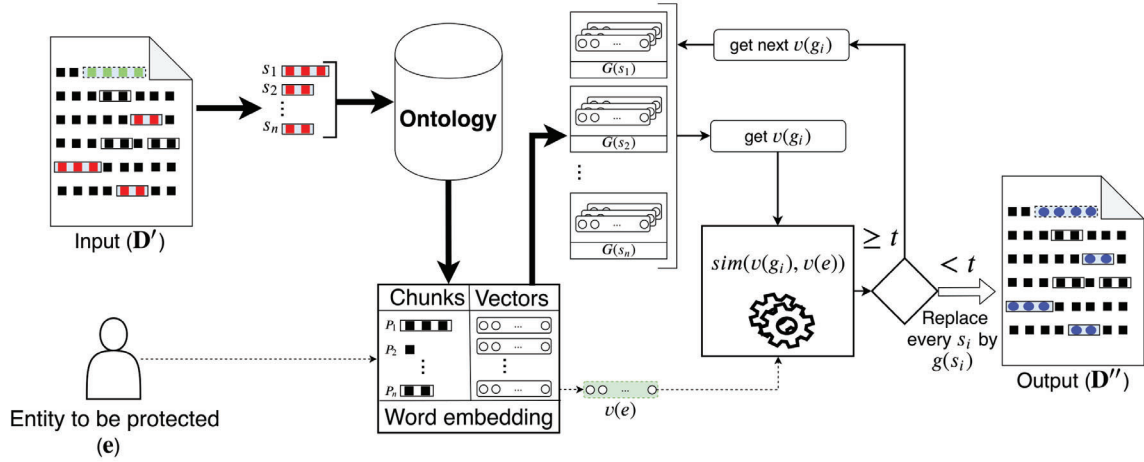 Input (D′)
s1
s2
⋮
sn
Ontology
...
G(s1)
...
G(s2)
⋮
...
G(sn)
get next v(gi)
get v(gi)
sim(v(gi), v(e))
≥ t
< t
Replace
every si by
g(si)
Output (D″)
Chunks Vectors
P1 ...
P2 ...
⋮ ⋮
Pn ...
Word embedding
...
v(e)
Entity to be protected
(e)